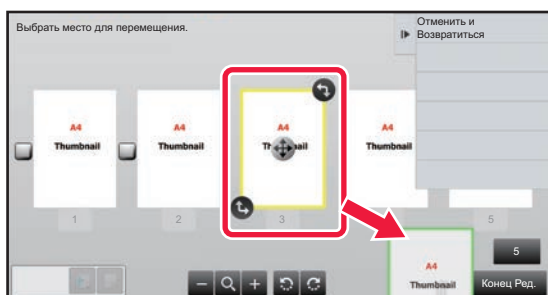 Выбрать место для перемещения.
Отменить и
Возвратиться
A4
Thumbnail
A4
Thumbnail
A4
Thumbnail
A4
Thumbnail
1
2
3
5
5
A4
Thumbnail
Конец Ред.